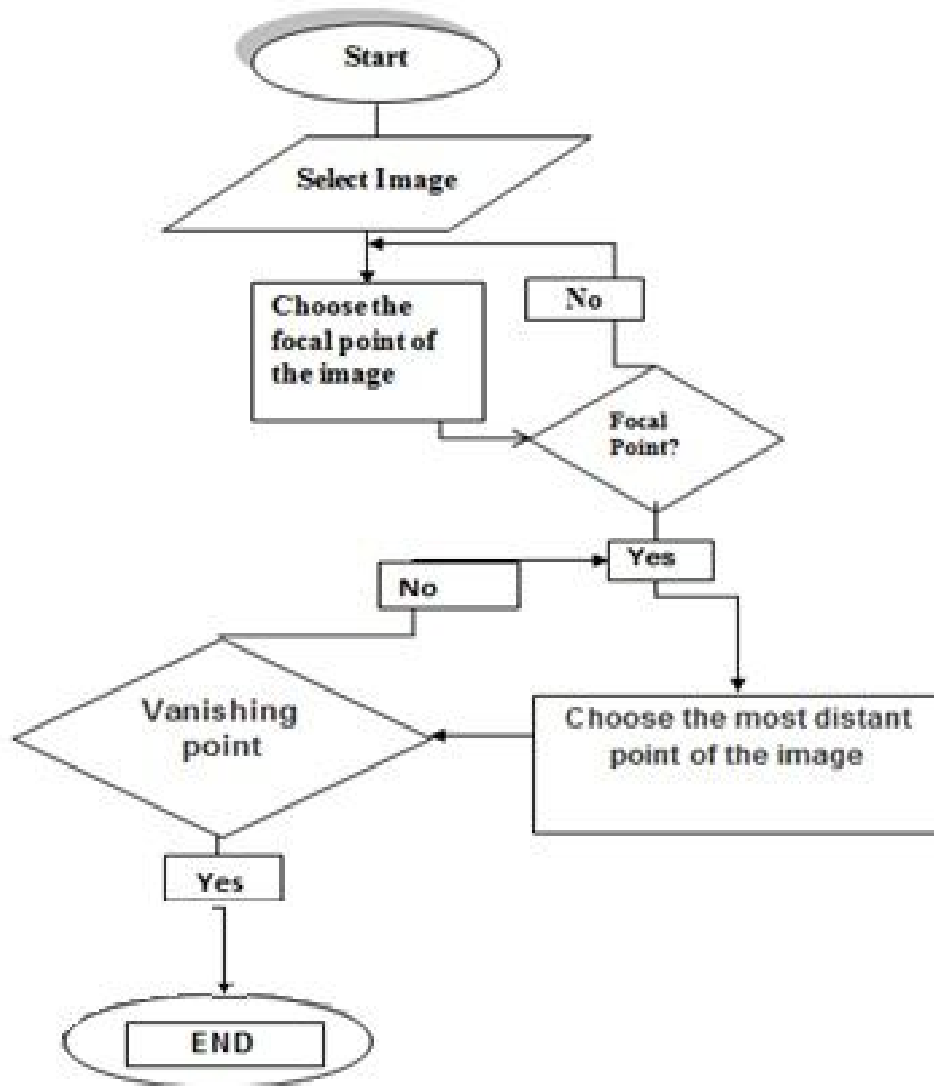 Start
Select Image
No
Choose the
focal point of
the image
Focal
Point?
Yes
No
Vanishing
point
Choose the most distant
point of the image
Yes
END